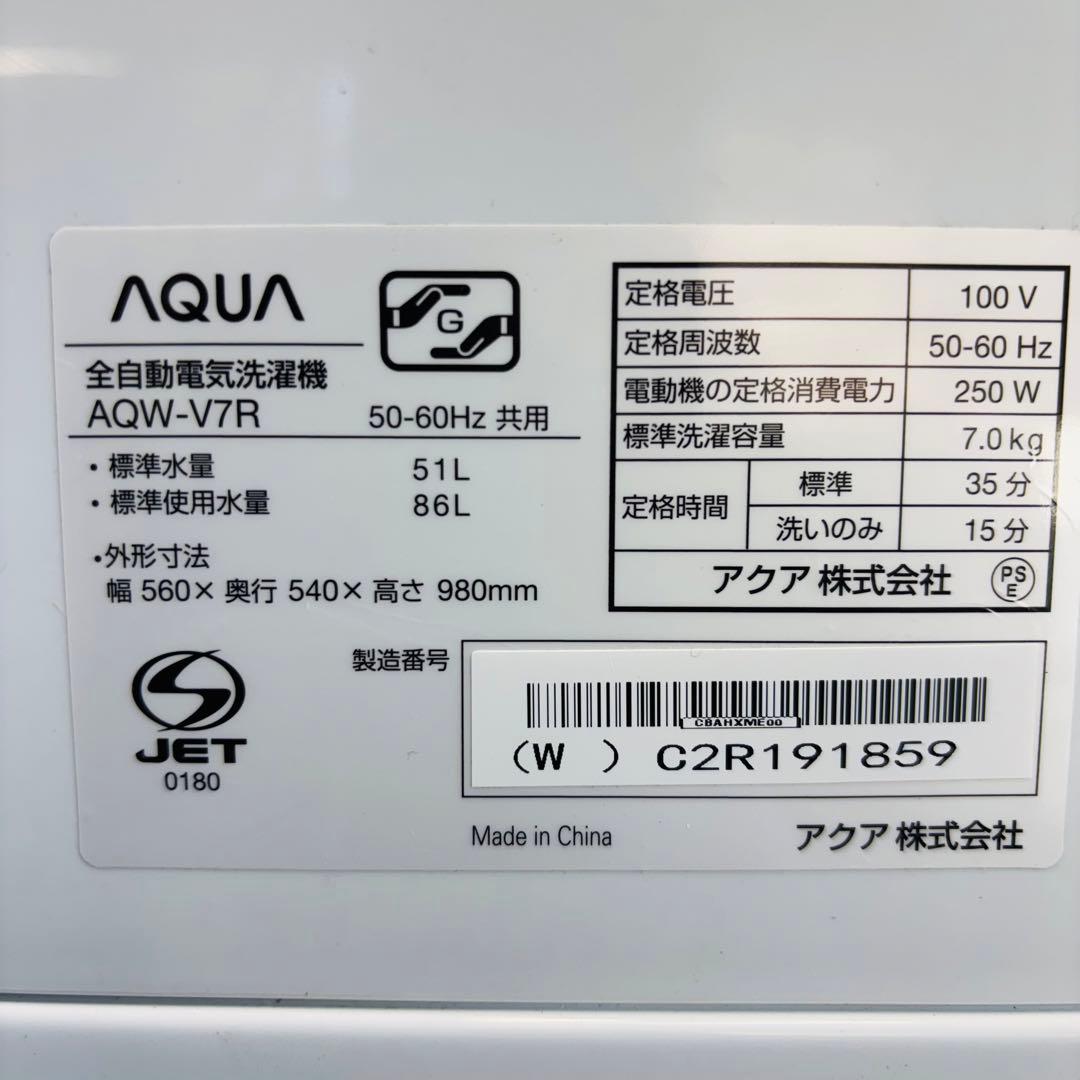 AQUA
G
全自動電気洗濯機
AQW-V7R 50-60Hz 共用
・標準水量 51L
・標準使用水量 86L
・外形寸法
幅 560× 奥行 540× 高さ 980mm
定格電圧 100 V
定格周波数 50-60 Hz
電動機の定格消費電力 250 W
標準洗濯容量 7.0kg
定格時間 標準 35 分
洗いのみ 15 分
アクア 株式会社 PSE
JET
0180
製造番号
CBAHXME00
(W ) C2R191859
Made in China
アクア 株式会社